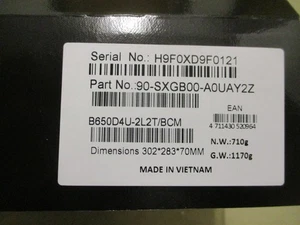 Serial No.: H9F0XD9F0121
Part No.:90-SXGB00-A0UAY2Z
EAN
B650D4U-2L2T/BCM
4 711430 520964
Dimensions 302*283*70MM
N.W.:710g
G.W.:1170g
MADE IN VIETNAM